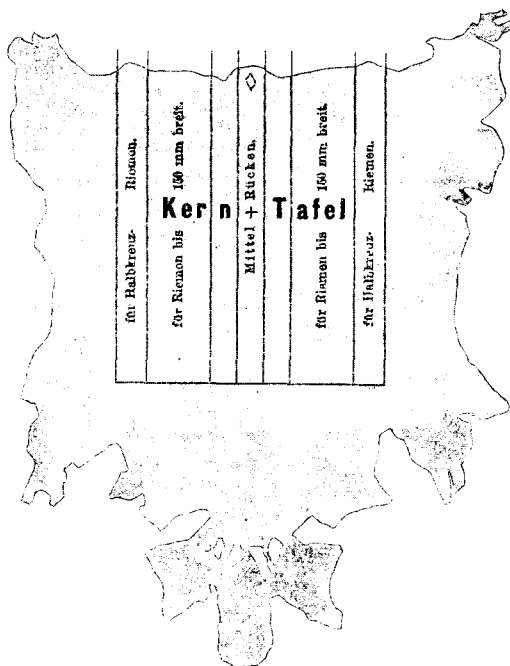 für Halbkreuz- Riemen.
für Riemen bis 150 mm breit.
Kern Tafel
Mittel + Rücken.
für Riemen bis 150 mm breit.
für Halbkreuz- Riemen.